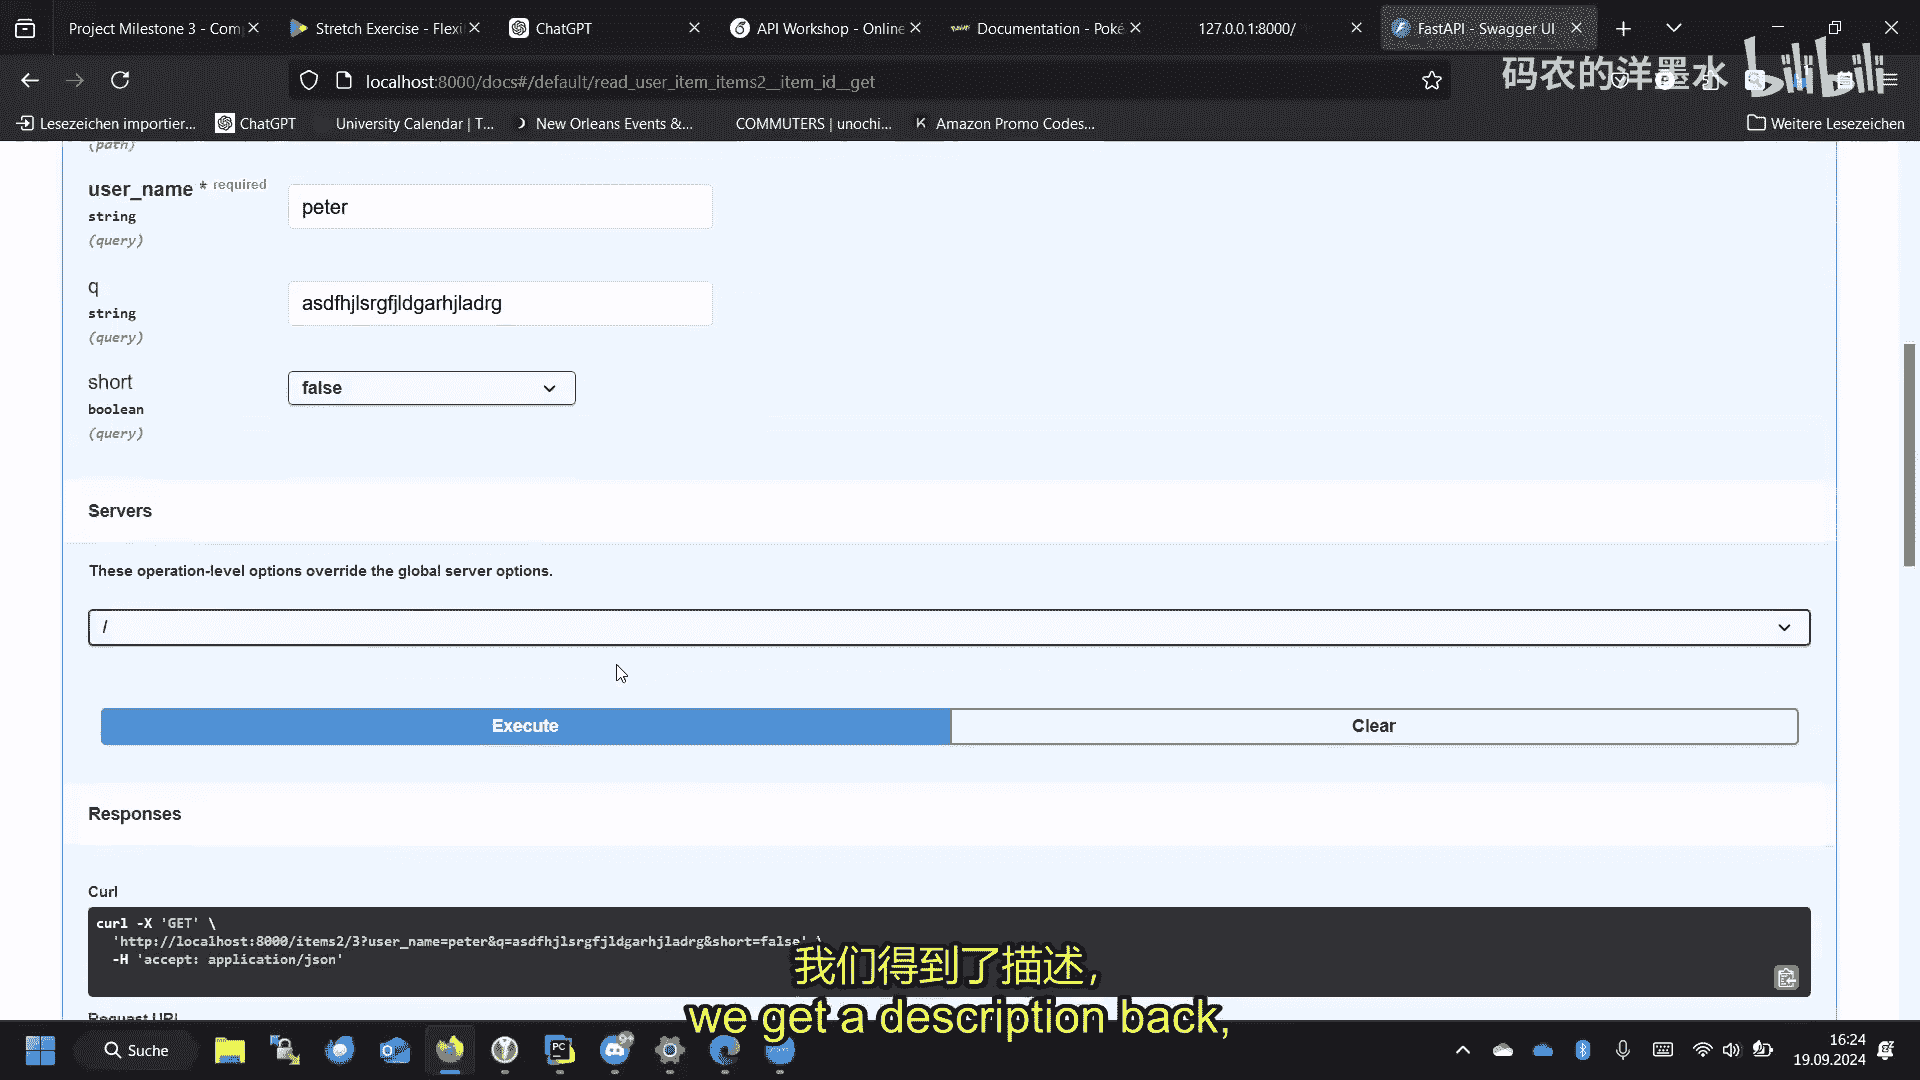 Project Milestone 3 - Com
Stretch Exercise - Flexi
ChatGPT
API Workshop - Online
Documentation - Poké
127.0.0.1:8000/
FastAPI - Swagger UI
localhost:8000/docs#/default/read_user_item_items2__item_id__get
码农的洋墨水 bilibili
Lesezeichen importier...
ChatGPT
University Calendar | T...
New Orleans Events &...
COMMUTERS | unochi...
Amazon Promo Codes...
Weitere Lesezeichen
(path)
user_name * required
peter
string
(query)
q
asdfhjlsrgfjldgarhjladrg
string
(query)
short
false
boolean
(query)
Servers
These operation-level options override the global server options.
/
Execute
Clear
Responses
Curl
curl -X 'GET' \
'http://localhost:8000/items2/3?user_name=peter&q=asdfhjlsrgfjldgarhjladrg&short=false' \
-H 'accept: application/json'
Request URL
我们得到了描述，
we get a description back,
Suche
PC
9+
16:24
19.09.2024